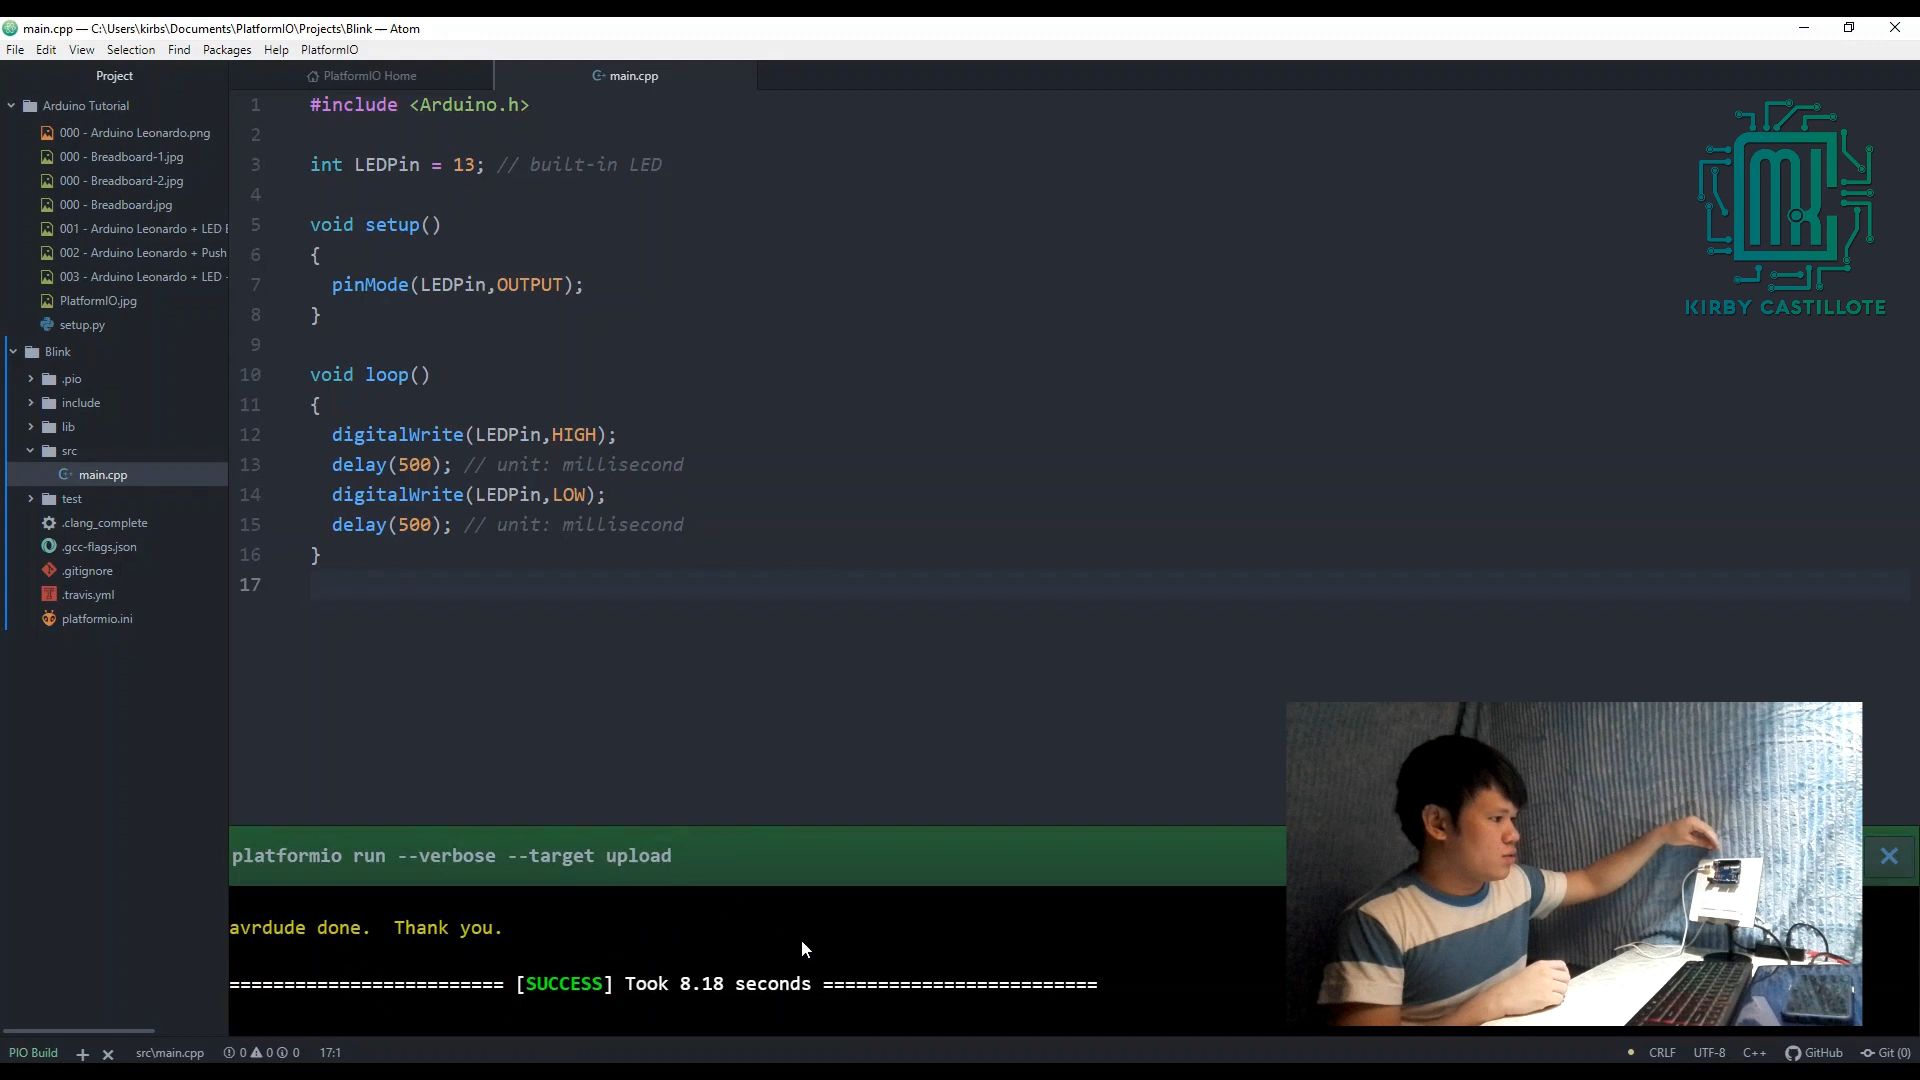 main.cpp — C:\Users\kirbs\Documents\PlatformIO\Projects\Blink — Atom
File Edit View Selection Find Packages Help PlatformIO
Project
Arduino Tutorial
000 - Arduino Leonardo.png
000 - Breadboard-1.jpg
000 - Breadboard-2.jpg
000 - Breadboard.jpg
001 - Arduino Leonardo + LED
002 - Arduino Leonardo + Push
003 - Arduino Leonardo + LED -
PlatformIO.jpg
setup.py
Blink
.pio
include
lib
src
main.cpp
test
.clang_complete
.gcc-flags.json
.gitignore
.travis.yml
platformio.ini
PlatformIO Home main.cpp
1 #include <Arduino.h>
2
3 int LEDPin = 13; // built-in LED
4
5 void setup()
6 {
7 pinMode(LEDPin,OUTPUT);
8 }
9
10 void loop()
11 {
12 digitalWrite(LEDPin,HIGH);
13 delay(500); // unit: millisecond
14 digitalWrite(LEDPin,LOW);
15 delay(500); // unit: millisecond
16 }
17
KIRBY CASTILLOTE
platformio run --verbose --target upload
avrdude done.  Thank you.
========================= [SUCCESS] Took 8.18 seconds =========================
PIO Build src\main.cpp 0 0 0 17:1 CRLF UTF-8 C++ GitHub Git (0)